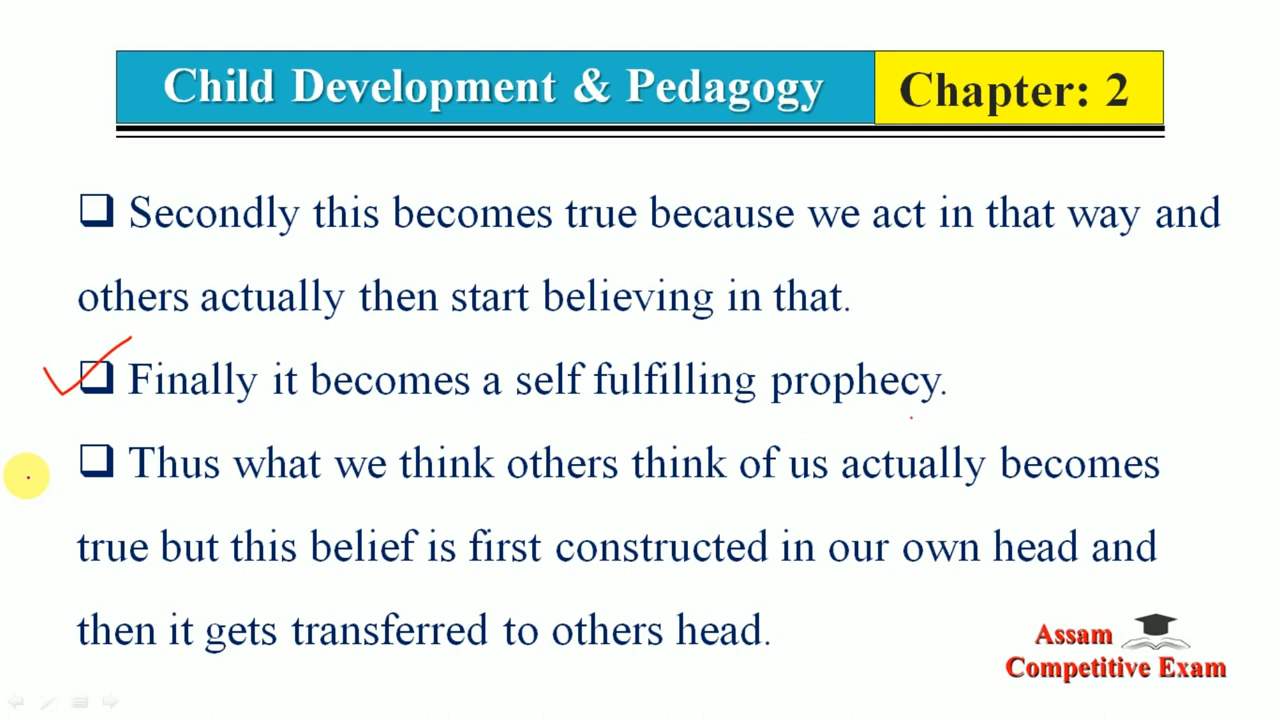 Child Development & Pedagogy
Chapter: 2
❑ Secondly this becomes true because we act in that way and
others actually then start believing in that.
❑ Finally it becomes a self fulfilling prophecy.
❑ Thus what we think others think of us actually becomes
true but this belief is first constructed in our own head and
then it gets transferred to others head.
Assam
Competitive Exam